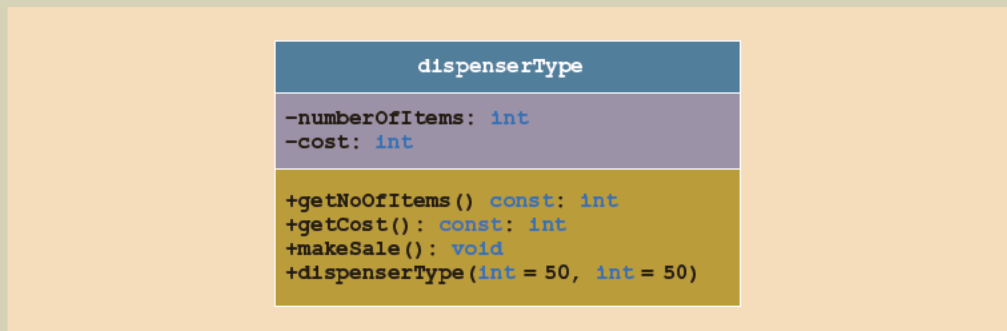 dispenserType
-numberOfItems: int
-cost: int
+getNoOfItems() const: int
+getCost(): const: int
+makeSale(): void
+dispenserType(int = 50, int = 50)